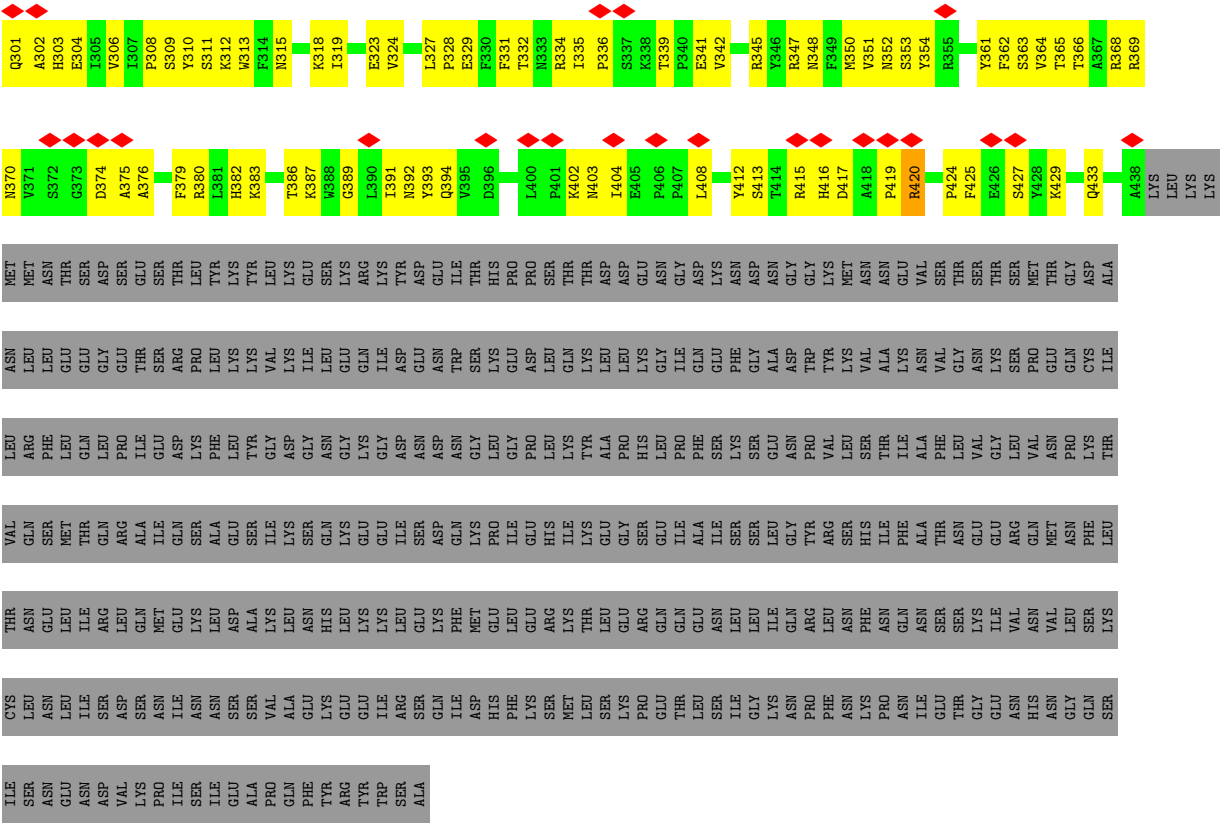 Q301 A302 H303 E304 I305 V306 I307 P308 S309 Y310 S311 K312 W313 F314 N315 K318 I319 E323 V324 L327 P328 E329 F330 F331 T332 N333 R334 I335 P336 S337 K338 T339 P340 E341 V342 R345 Y346 R347 N348 F349 M350 V351 N352 S353 Y354 R355 Y361 F362 S363 V364 T365 T366 A367 R368 R369
N370 V371 S372 G373 D374 A375 A376 F379 R380 L381 H382 K383 T386 K387 W388 G389 L390 I391 N392 Y393 Q394 V395 D396 L400 P401 K402 N403 I404 E405 P406 P407 L408 Y412 S413 T414 R415 H416 D417 A418 P419 R420 P424 F425 E426 S427 Y428 K429 Q433 A438 LYS LEU LYS LYS
MET MET ASN THR SER ASP SER GLU SER THR LEU TYR LYS TYR LEU LYS GLU SER LYS ARG LYS TYR ASP GLU ILE THR HIS PRO PRO SER THR THR ASP ASP GLU ASN GLY ASP LYS ASN ASP ASN GLY GLY LYS MET ASN ASN GLU VAL SER THR SER THR SER MET THR GLY ASP ALA
ASN LEU LEU GLU GLU GLY GLU THR SER ARG PRO LEU LYS LYS VAL LYS ILE LEU GLU GLN ILE ASP GLU ASN TRP SER LYS GLU ASP LEU GLN LYS LEU LEU LYS GLY ILE GLN GLU PHE GLY ALA ASP TRP TYR LYS VAL ALA LYS ASN VAL GLY ASN LYS SER PRO GLU GLN CYS ILE
LEU ARG PHE LEU GLN LEU PRO ILE GLU ASP LYS PHE LEU TYR GLY ASP GLY ASN GLY LYS GLY ASP ASN ASP ASN GLY LEU GLY PRO LEU LYS TYR ALA PRO HIS LEU PRO PHE SER LYS SER GLU ASN PRO VAL LEU SER THR ILE ALA PHE LEU VAL GLY LEU VAL ASN PRO LYS THR
VAL GLN SER MET THR GLN ARG ALA ILE GLN SER ALA GLU SER ILE LYS SER GLN LYS GLU GLU ILE SER ASP GLN LYS PRO ILE GLU HIS ILE LYS GLU GLY SER GLU ILE ALA ILE SER SER LEU GLY TYR ARG SER HIS ILE PHE ALA THR ASN GLU GLU ARG GLN MET ASN PHE LEU
THR ASN GLU LEU ILE ARG LEU GLN MET GLU LYS LEU ASP ALA LYS LEU ASN HIS LEU LYS LYS LEU GLU LYS PHE MET GLU LEU GLU ARG LYS THR LEU GLU ARG GLN GLN GLU ASN LEU LEU ILE GLN ARG LEU ASN PHE ASN GLN ASN SER SER LYS ILE VAL ASN VAL LEU SER LYS
CYS LEU ASN LEU ILE SER ASP SER ASN ILE ASN ASN SER SER VAL ALA GLU LYS GLU GLU ILE ARG SER GLN ILE ASP HIS PHE LYS SER MET LEU SER LYS PRO GLU THR LEU SER ILE GLY LYS ASN PRO PHE ASN LYS PRO ASN ILE GLU THR GLY GLU ASN HIS ASN GLY GLN SER
ILE SER ASN GLU ASN ASP VAL LYS PRO ILE SER ILE GLU ALA PRO GLN PHE TYR ARG TYR TRP SER ALA